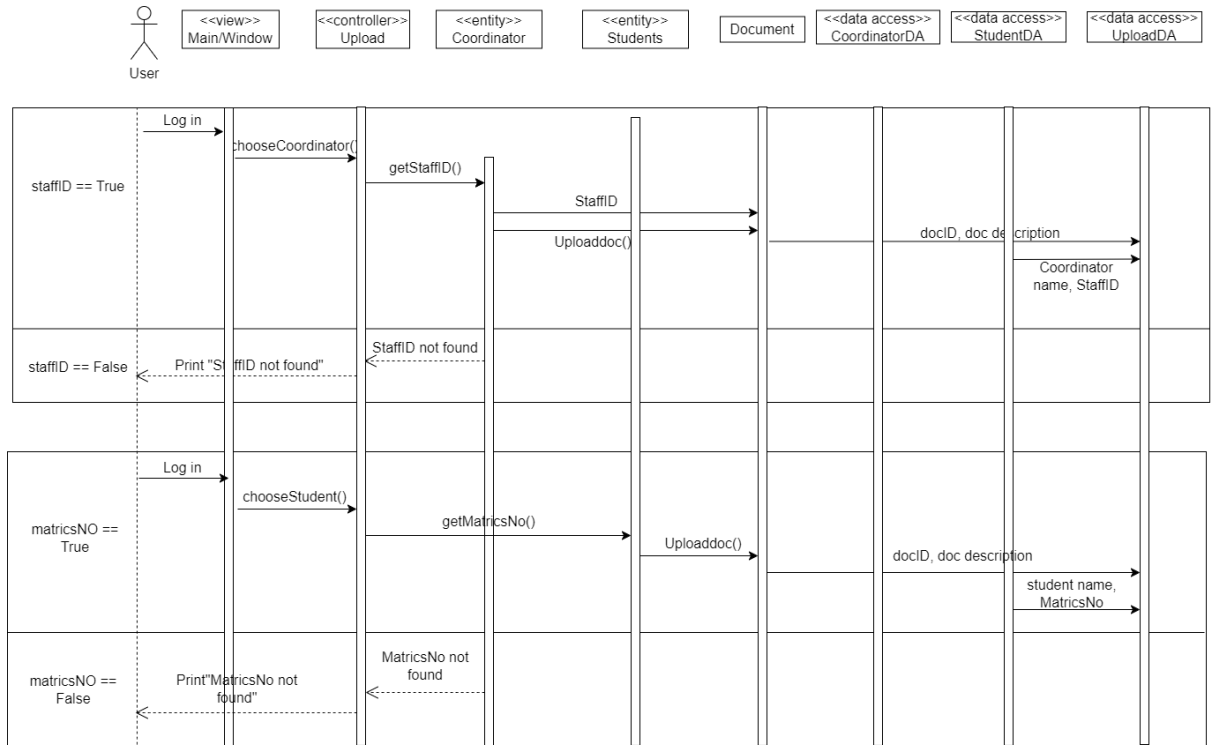 <<view>>
Main/Window
<<controller>>
Upload
<<entity>>
Coordinator
<<entity>>
Students
Document
<<data access>>
CoordinatorDA
<<data access>>
StudentDA
<<data access>>
UploadDA
User
Log in
chooseCoordinator()
getStaffID()
staffID == True
StaffID
Uploaddoc()
docID, doc description
Coordinator
name, StaffID
StaffID not found
staffID == False
Print "StaffID not found"
Log in
chooseStudent()
getMatricsNo()
matricsNO ==
True
Uploaddoc()
docID, doc description
student name,
MatricsNo
MatricsNo not
found
matricsNO ==
False
Print"MatricsNo not
found"